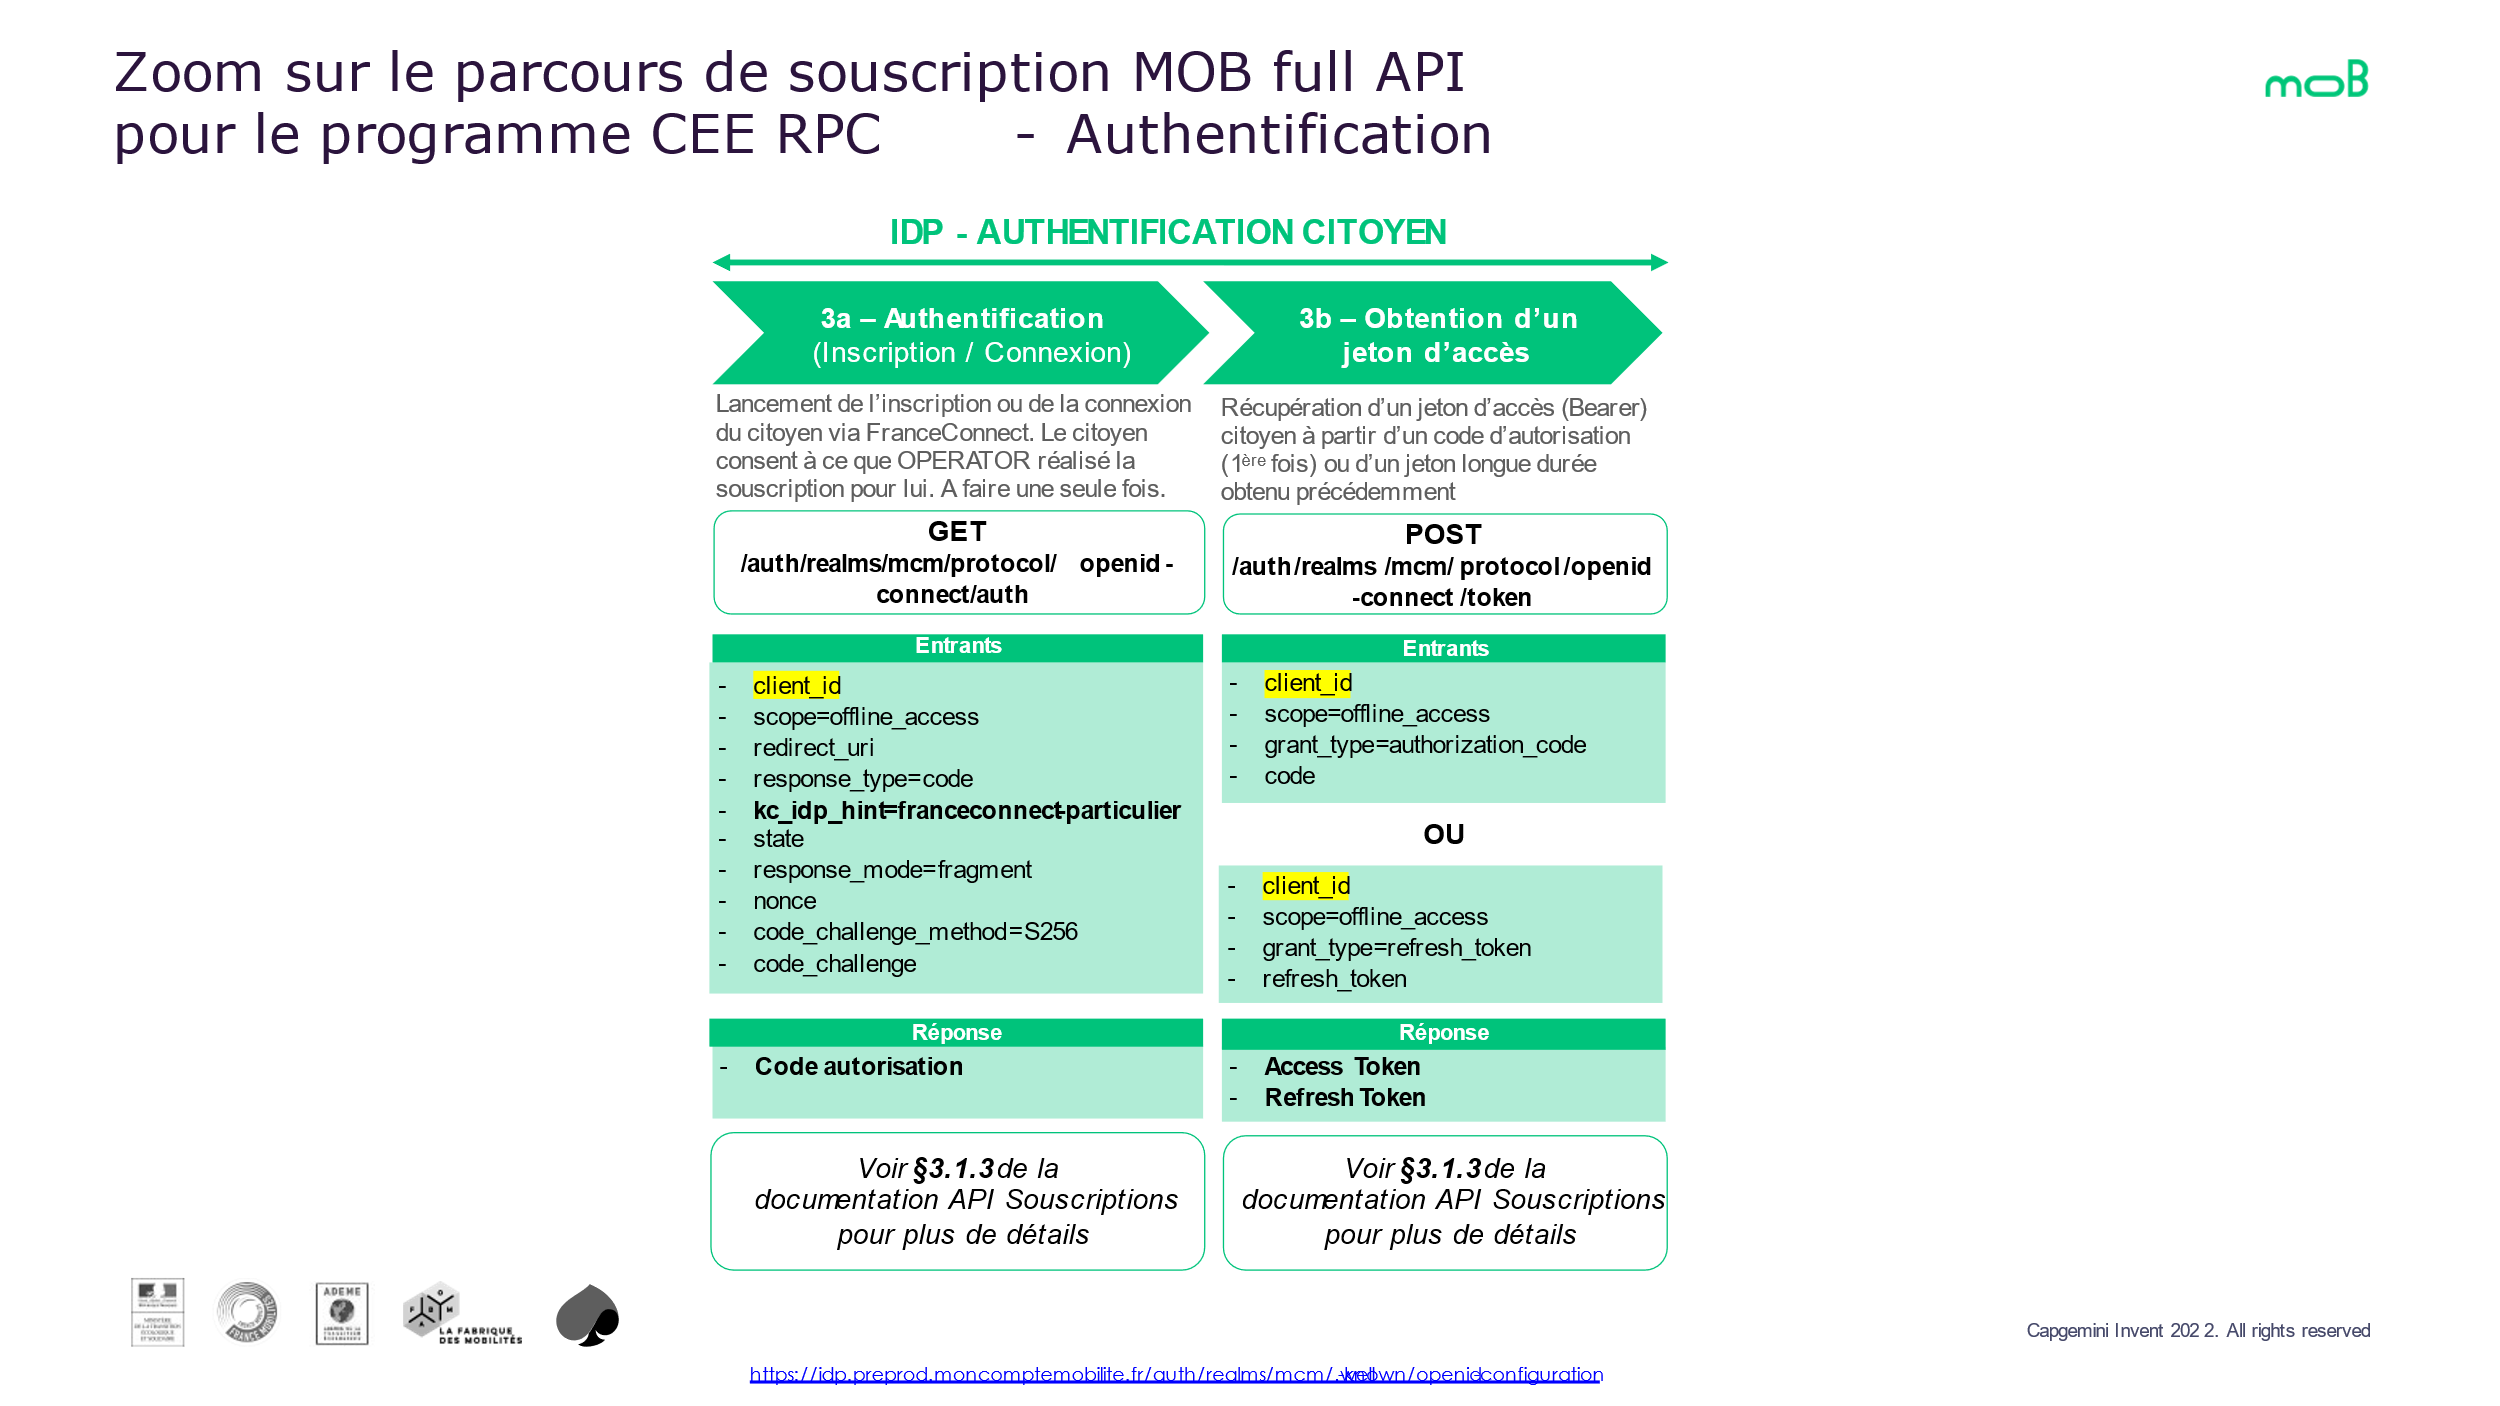 Zoom sur le parcours de souscription MOB full API
pour le programme CEE RPC - Authentification
moB
IDP - AUTHENTIFICATION CITOYEN
3a – Authentification
(Inscription / Connexion)
Lancement de l’inscription ou de la connexion
du citoyen via FranceConnect. Le citoyen
consent à ce que OPERATOR réalisé la
souscription pour lui. A faire une seule fois.
GET
/auth/realms/mcm/protocol/ openid -
connect/auth
Entrants
- client_id
- scope=offline_access
- redirect_uri
- response_type=code
- kc_idp_hint=franceconnect-particulier
- state
- response_mode=fragment
- nonce
- code_challenge_method=S256
- code_challenge
Réponse
- Code autorisation
Voir §3.1.3 de la
documentation API Souscriptions
pour plus de détails
3b – Obtention d’un
jeton d’accès
Récupération d’un jeton d’accès (Bearer)
citoyen à partir d’un code d’autorisation
(1ère fois) ou d’un jeton longue durée
obtenu précédemment
POST
/auth/realms /mcm/ protocol /openid
-connect /token
Entrants
- client_id
- scope=offline_access
- grant_type=authorization_code
- code
OU
- client_id
- scope=offline_access
- grant_type=refresh_token
- refresh_token
Réponse
- Access Token
- Refresh Token
Voir §3.1.3 de la
documentation API Souscriptions
pour plus de détails
ADEME
FRANCE MOBILITÉS
F A B O M
LA FABRIQUE
DES MOBILITÉS
Capgemini Invent 202 2. All rights reserved
https://idp.preprod.moncomptemobilite.fr/auth/realms/mcm/.well-known/openid-configuration